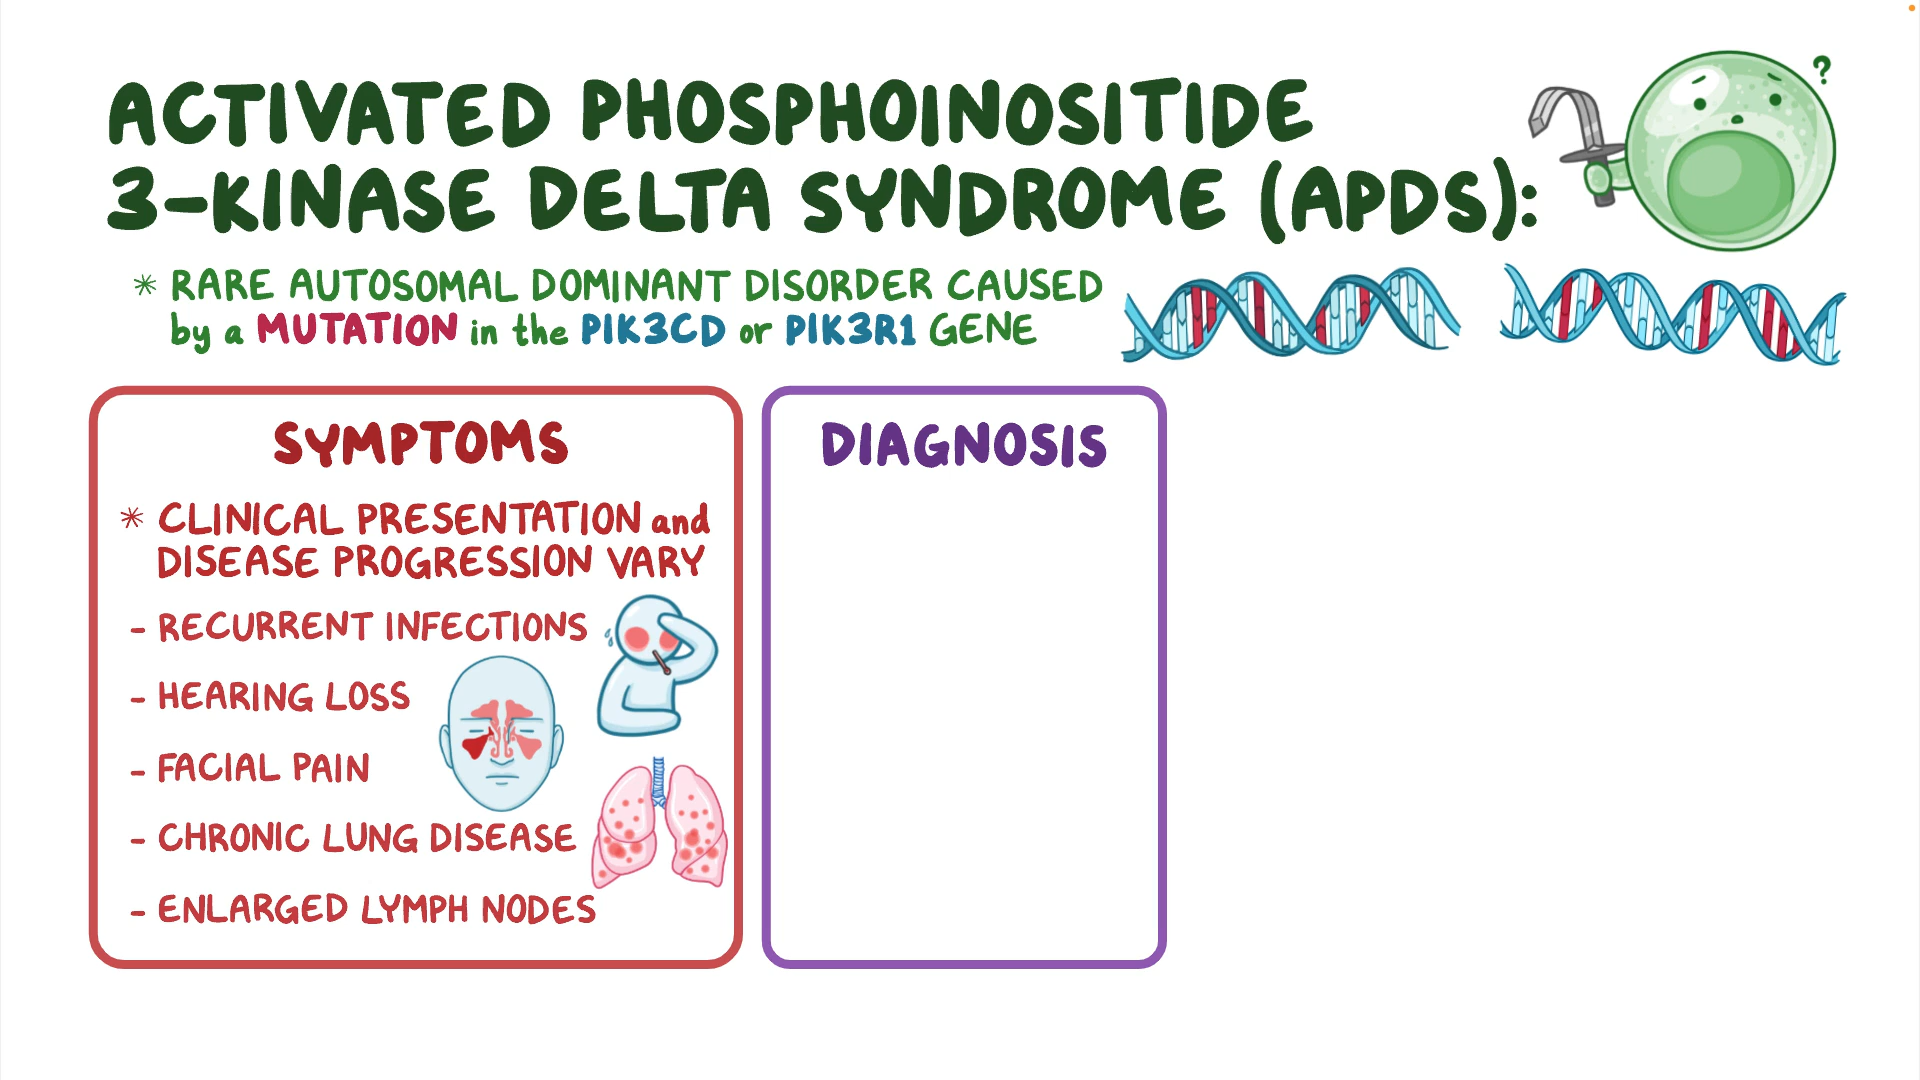 ACTIVATED PHOSPHOINOSITIDE
3-KINASE DELTA SYNDROME (APDS):
?
* RARE AUTOSOMAL DOMINANT DISORDER CAUSED
by a MUTATION in the PIK3CD or PIK3R1 GENE
SYMPTOMS
* CLINICAL PRESENTATION and
DISEASE PROGRESSION VARY
- RECURRENT INFECTIONS
- HEARING LOSS
- FACIAL PAIN
- CHRONIC LUNG DISEASE
- ENLARGED LYMPH NODES
DIAGNOSIS